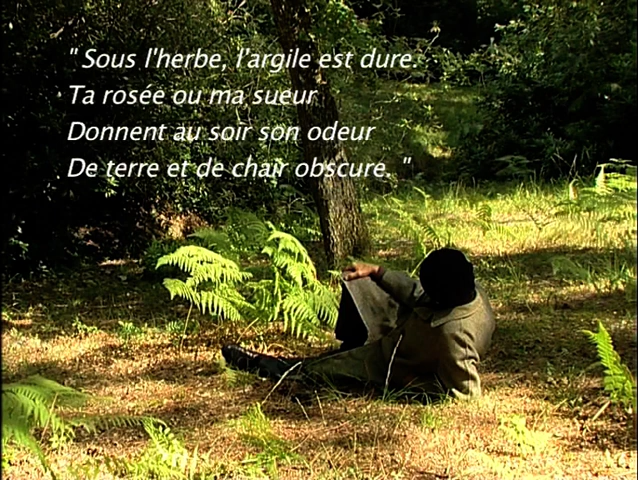 " Sous l'herbe, l'argile est dure.
Ta rosée ou ma sueur
Donnent au soir son odeur
De terre et de chair obscure. "